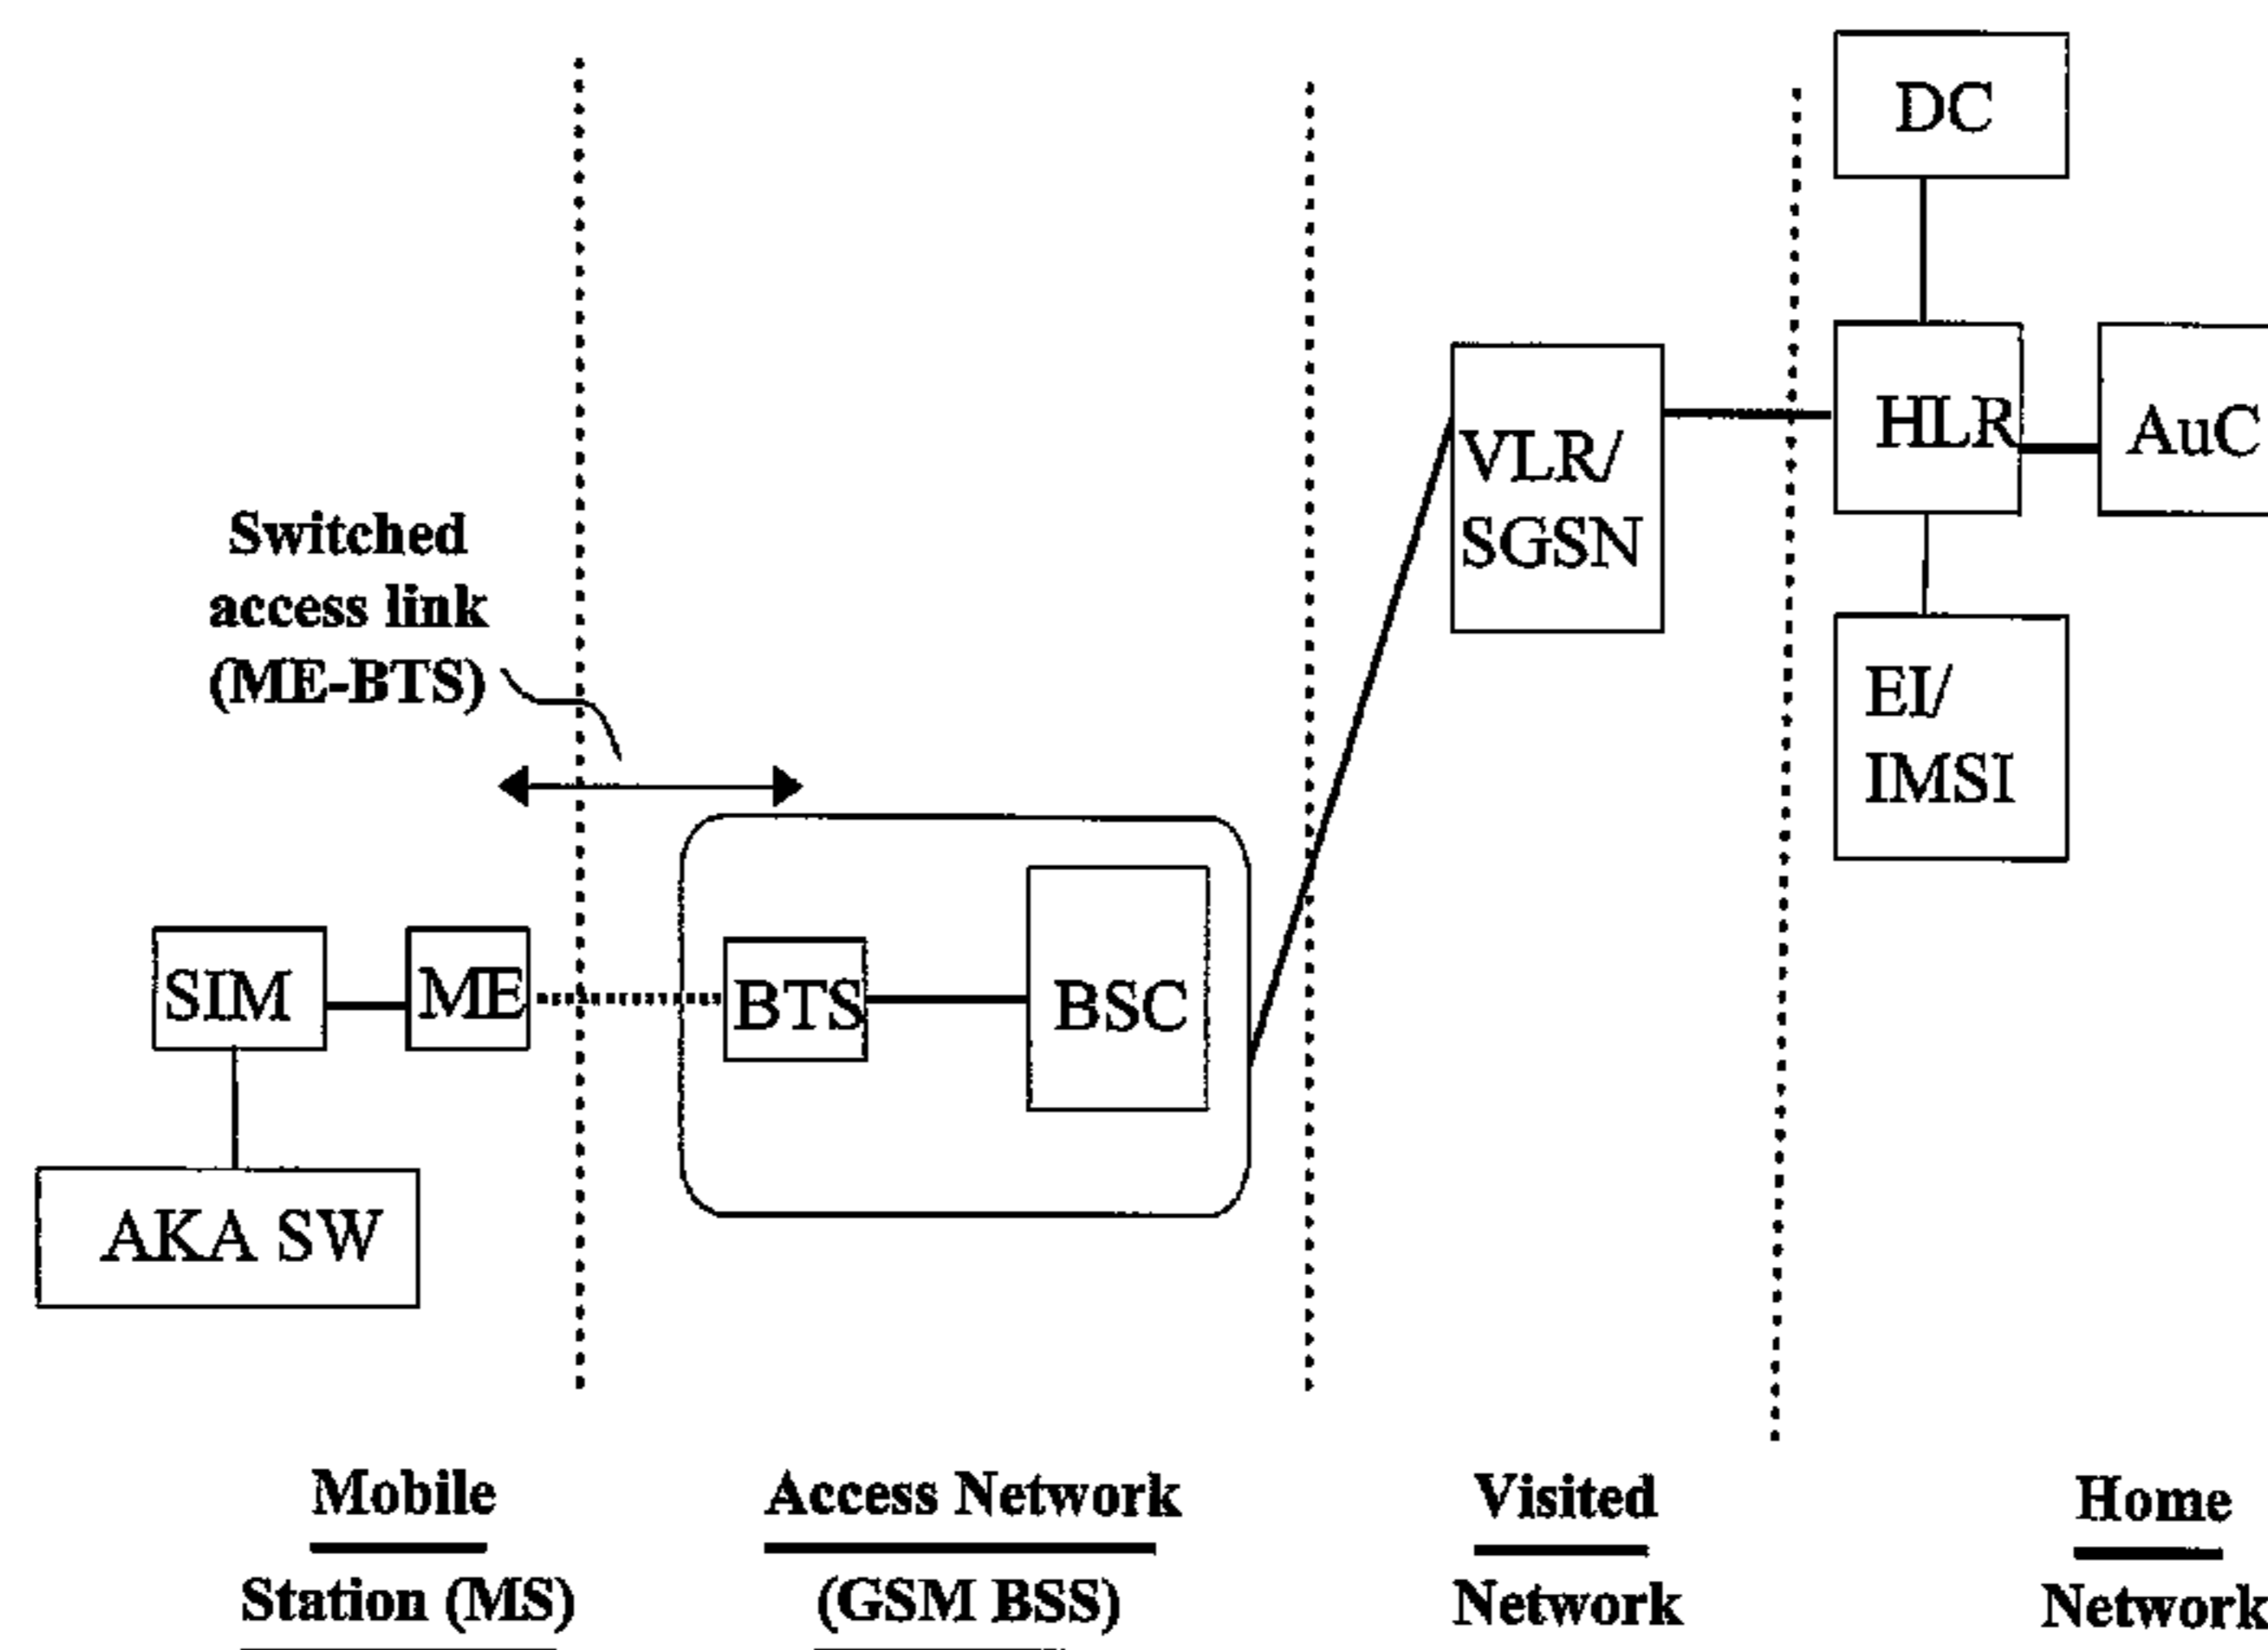 DC
HLR
AuC
VLR/
SGSN
EI/
IMSI
Switched
access link
(ME-BTS)
SIM
ME
BTS
BSC
AKA SW
Mobile
Station (MS)
Access Network
(GSM BSS)
Visited
Network
Home
Network